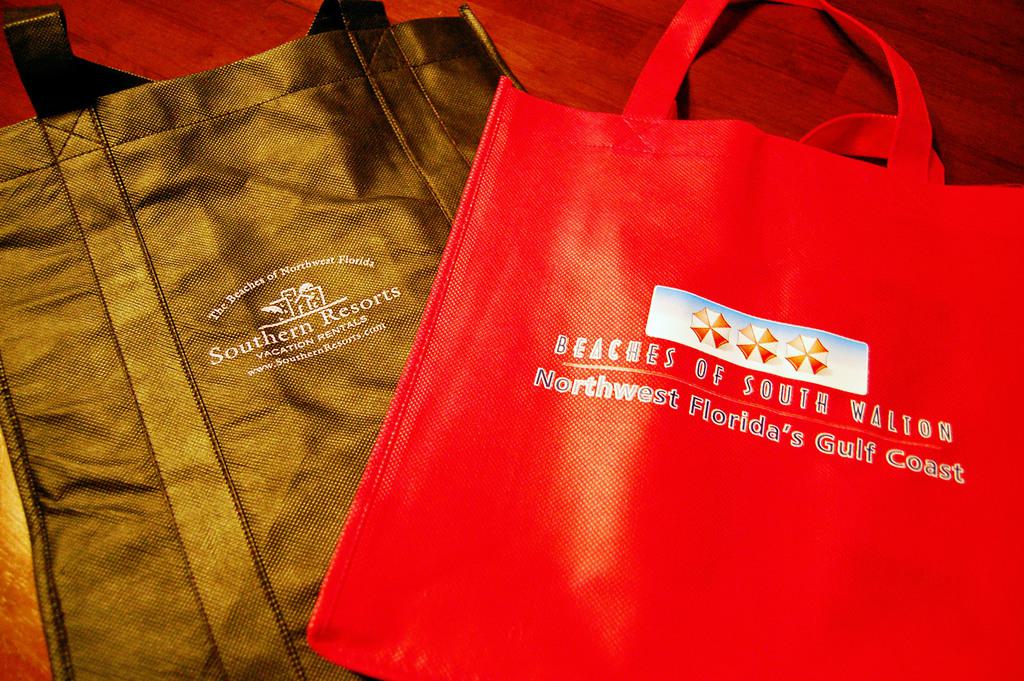 The Beaches of Northwest Florida
Southern Resorts
VACATION RENTALS
www.SouthernResorts.com
BEACHES OF SOUTH WALTON
Northwest Florida's Gulf Coast